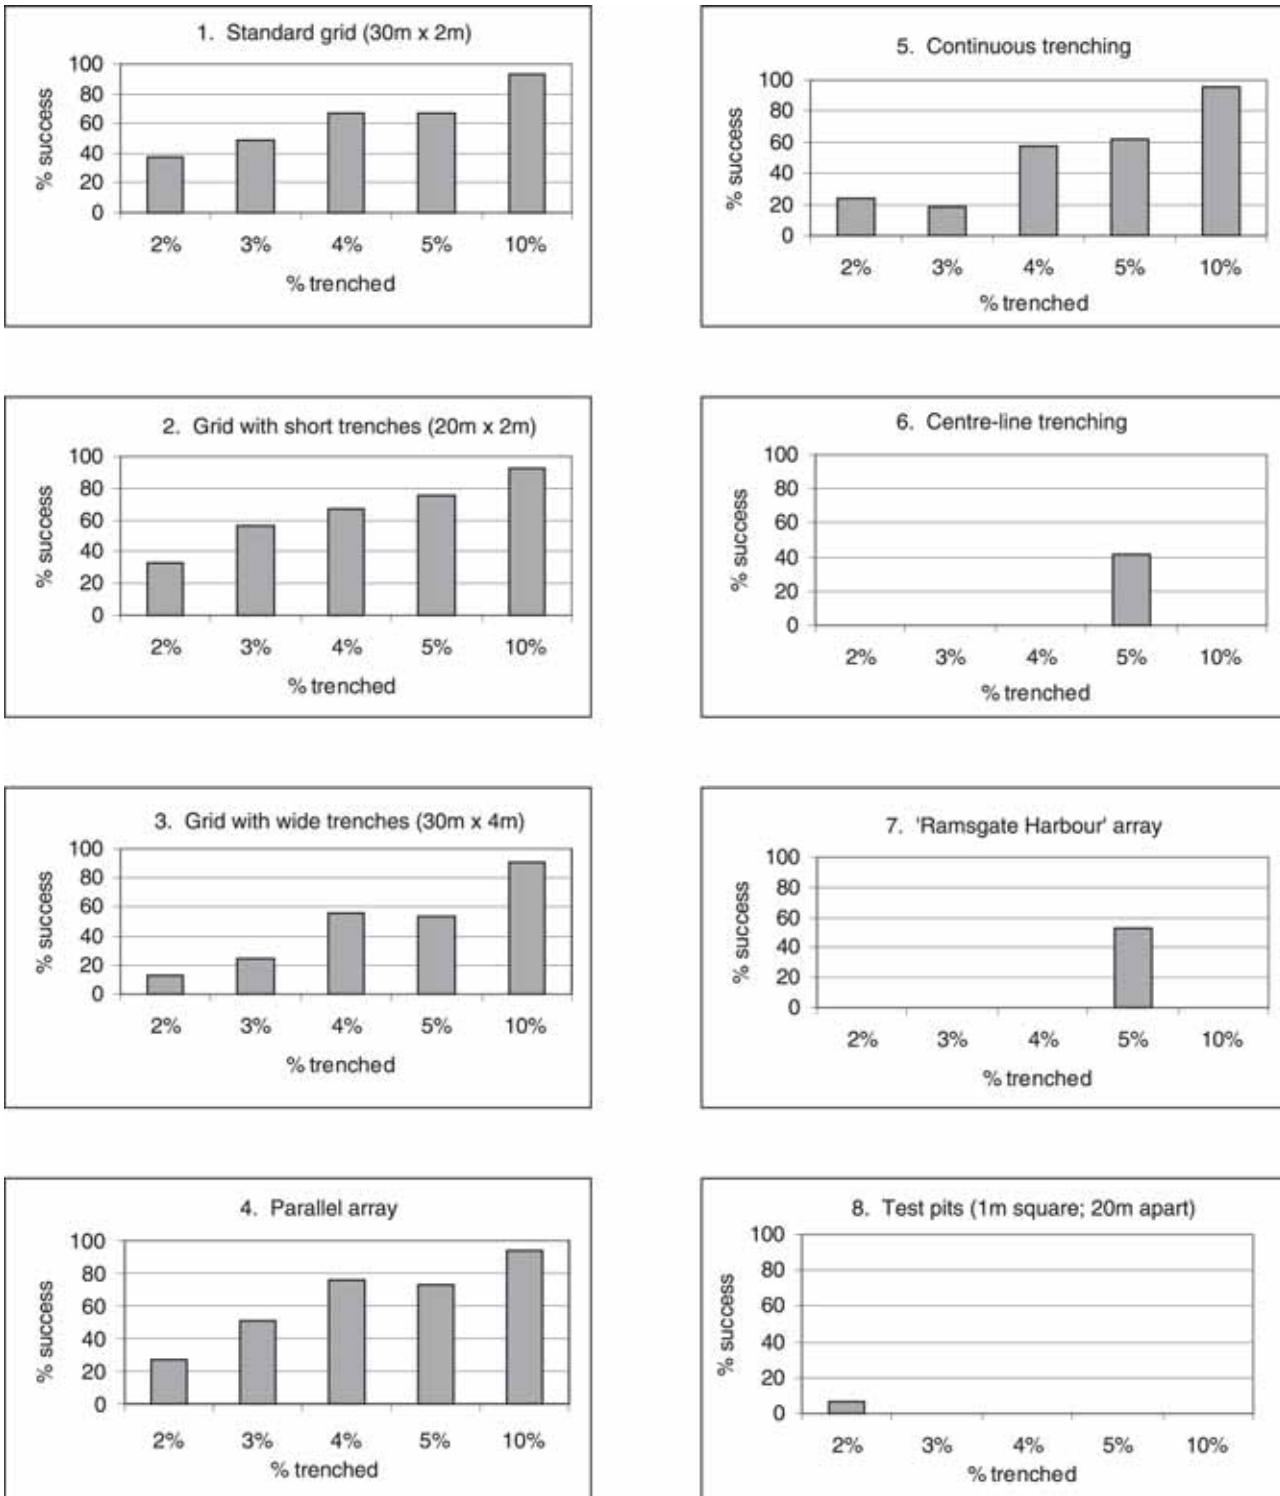 1. Standard grid (30m x 2m)
100
80
60
40
20
0
% success
2% 3% 4% 5% 10%
% trenched
2. Grid with short trenches (20m x 2m)
100
80
60
40
20
0
% success
2% 3% 4% 5% 10%
% trenched
3. Grid with wide trenches (30m x 4m)
100
80
60
40
20
0
% success
2% 3% 4% 5% 10%
% trenched
4. Parallel array
100
80
60
40
20
0
% success
2% 3% 4% 5% 10%
% trenched
5. Continuous trenching
100
80
60
40
20
0
% success
2% 3% 4% 5% 10%
% trenched
6. Centre-line trenching
100
80
60
40
20
0
% success
2% 3% 4% 5% 10%
% trenched
7. 'Ramsgate Harbour' array
100
80
60
40
20
0
% success
2% 3% 4% 5% 10%
% trenched
8. Test pits (1m square; 20m apart)
100
80
60
40
20
0
% success
2% 3% 4% 5% 10%
% trenched